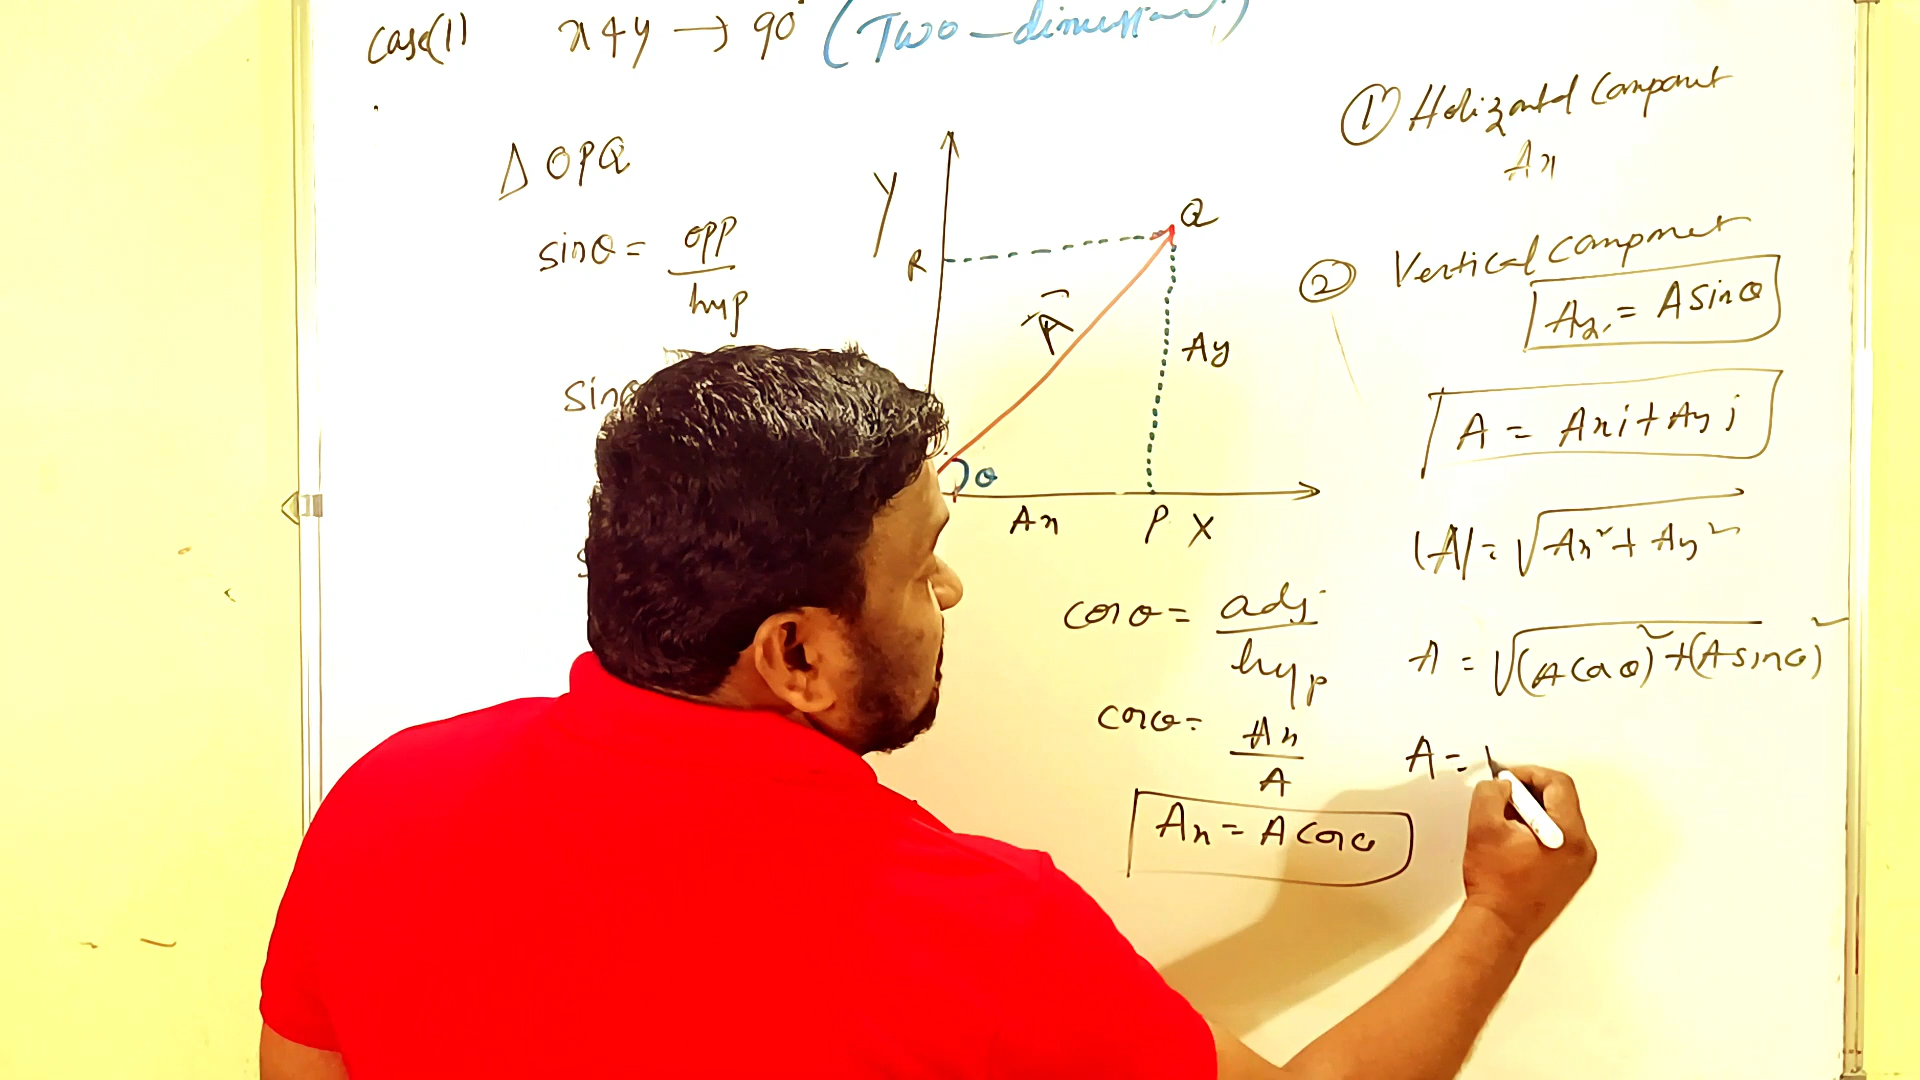 Case(1) x & y → 90° (Two-dimension)
① Horizontal Component
Ax
Δ OPQ
Y
Q
sinθ = opp
hyp
R
② Vertical Component
Ay = A sinθ
A
Ay
sinθ
A = Axi + Ayj
θ
Ax P X
|A| = √Ax² + Ay²
cosθ = adj
hyp
A = √(A cosθ)² + (A sinθ)²
cosθ = Ax
A
A =
Ax = A cosθ